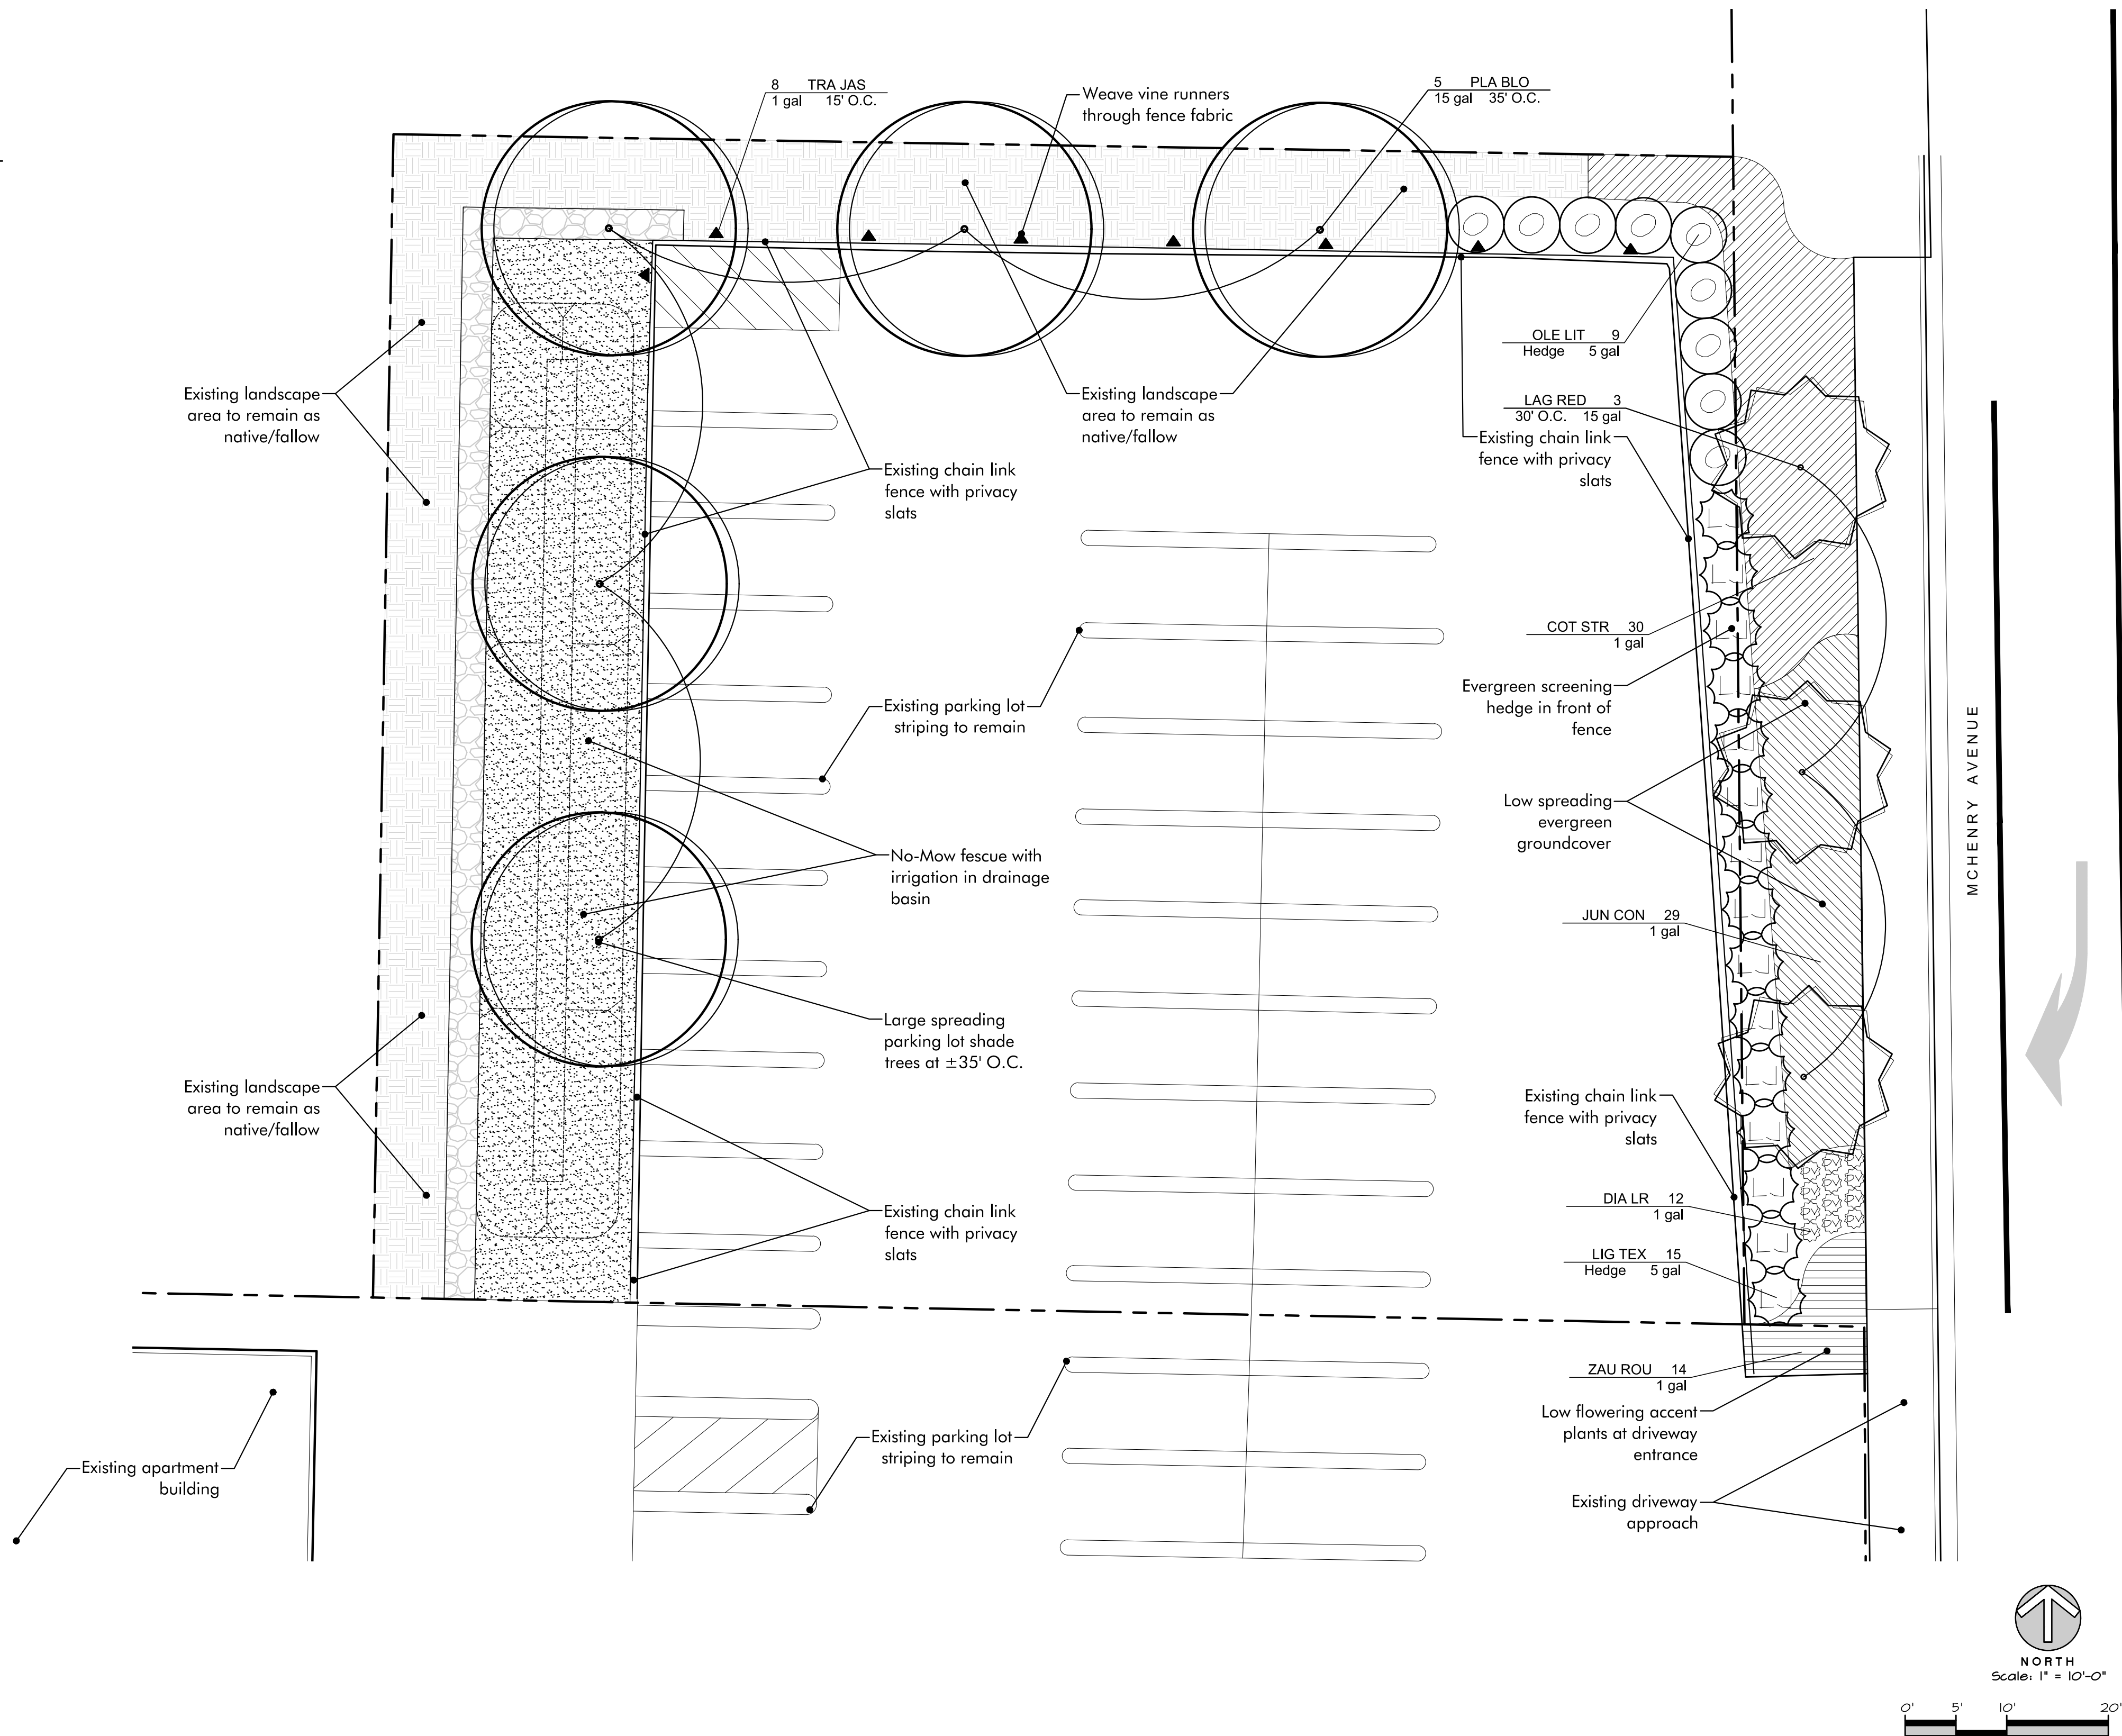 8 TRA JAS
1 gal 15' O.C.
Weave vine runners
through fence fabric
5 PLA BLO
15 gal 35' O.C.
Existing landscape
area to remain as
native/fallow
Existing landscape
area to remain as
native/fallow
OLE LIT 9
Hedge 5 gal
LAG RED 3
30' O.C. 15 gal
Existing chain link
fence with privacy
slats
Existing chain link
fence with privacy
slats
COT STR 30
1 gal
Evergreen screening
hedge in front of
fence
Existing parking lot
striping to remain
MCHENRY AVENUE
Low spreading
evergreen
groundcover
No-Mow fescue with
irrigation in drainage
basin
JUN CON 29
1 gal
Large spreading
parking lot shade
trees at ±35' O.C.
Existing landscape
area to remain as
native/fallow
Existing chain link
fence with privacy
slats
Existing chain link
fence with privacy
slats
DIA LR 12
1 gal
LIG TEX 15
Hedge 5 gal
ZAU ROU 14
1 gal
Low flowering accent
plants at driveway
entrance
Existing parking lot
striping to remain
Existing apartment
building
Existing driveway
approach
NORTH
Scale: 1" = 10'-0"
0' 5' 10' 20'